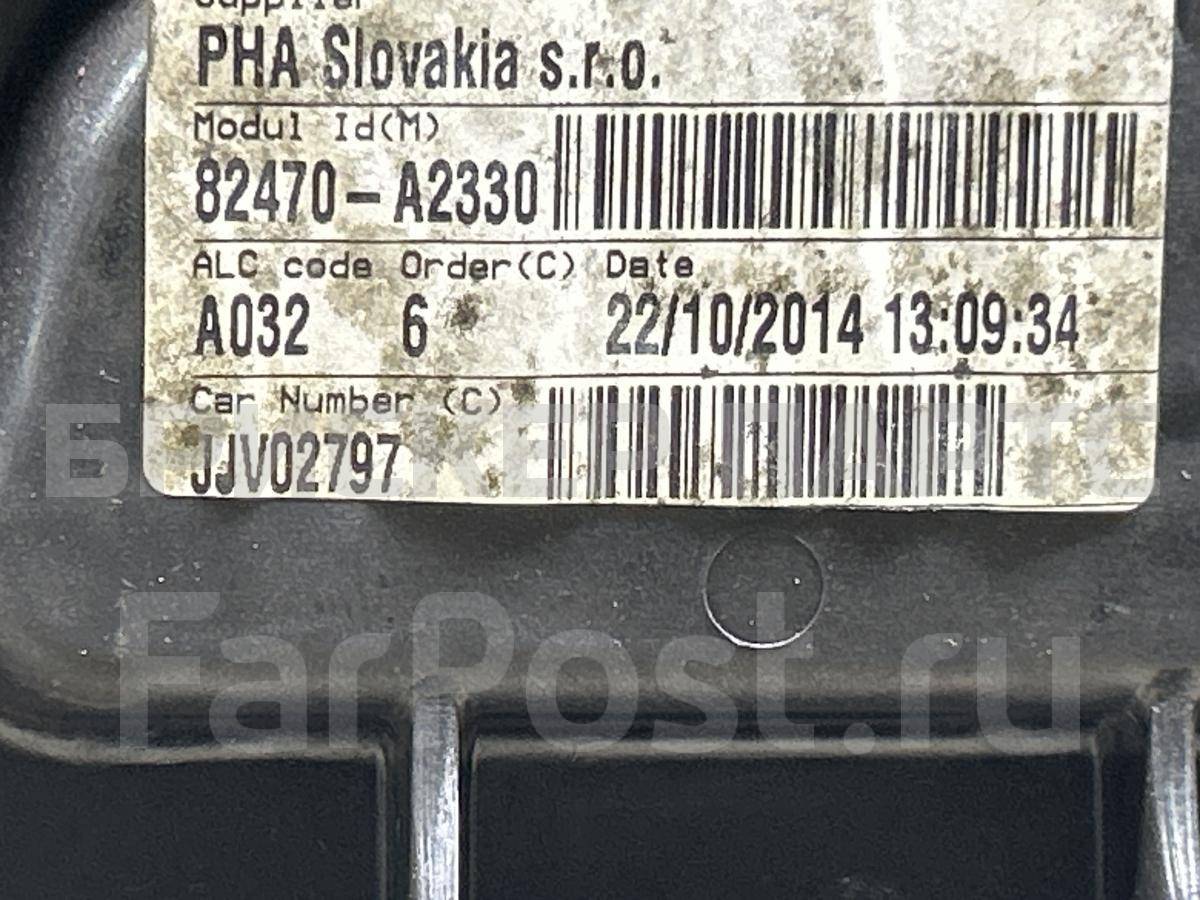 Supplier
PHA Slovakia s.r.o.
Modul Id(M)
82470-A2330
ALC code Order(C) Date
A032 6 22/10/2014 13:09:34
Car Number (C)
JJV02797
FarPost.ru